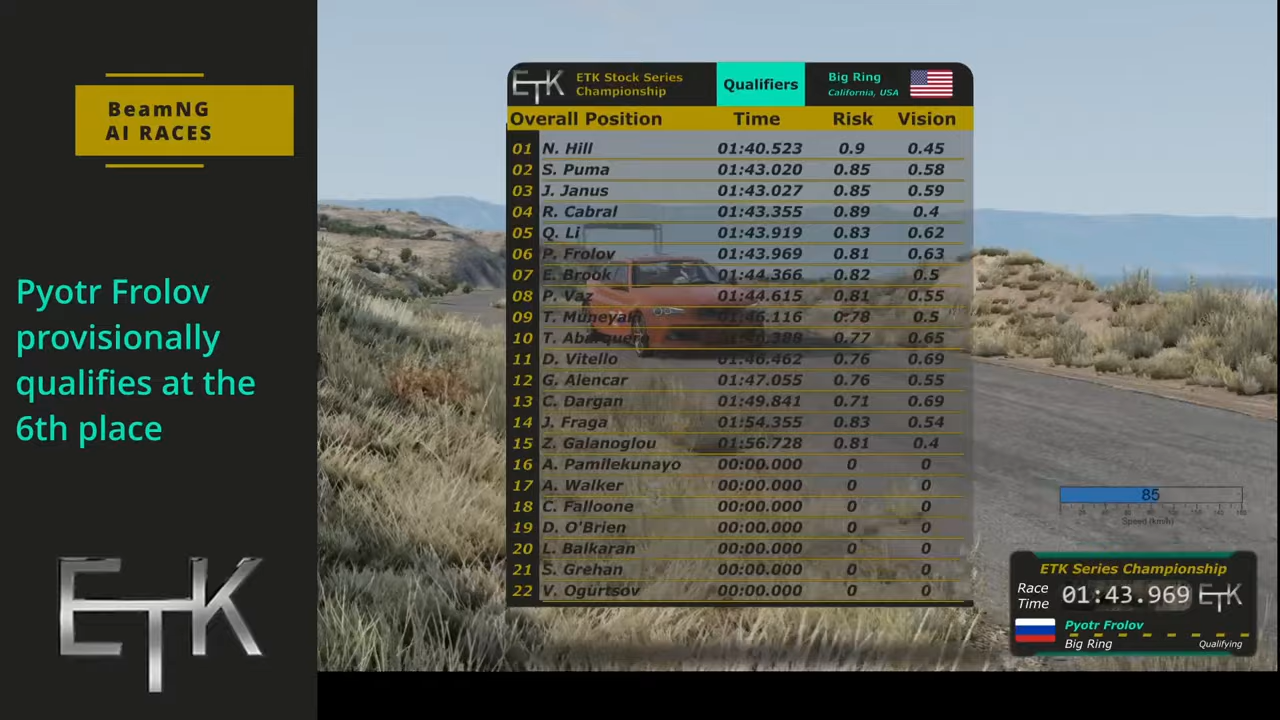 BeamNG
AI RACES
Pyotr Frolov
provisionally
qualifies at the
6th place
ETK
ETK
ETK Stock Series
Championship
Qualifiers
Big Ring
California, USA
Overall Position Time Risk Vision
01 N. Hill 01:40.523 0.9 0.45
02 S. Puma 01:43.020 0.85 0.58
03 J. Janus 01:43.027 0.85 0.59
04 R. Cabral 01:43.355 0.89 0.4
05 Q. Li 01:43.919 0.83 0.62
06 P. Frolov 01:43.969 0.81 0.63
07 E. Brook 01:44.366 0.82 0.5
08 P. Vaz 01:44.615 0.81 0.55
09 T. Muneyaki 01:46.116 0.78 0.5
10 T. 0.77 0.65
11 D. Vitello 01:46.462 0.76 0.69
12 G. Alencar 01:47.055 0.76 0.55
13 C. Dargan 01:49.841 0.71 0.69
14 J. Fraga 01:54.355 0.83 0.54
15 Z. Galanoglou 01:56.728 0.81 0.4
16 A. Pamilekunayo 00:00.000 0 0
17 A. Walker 00:00.000 0 0
18 C. Falloone 00:00.000 0 0
19 D. O'Brien 00:00.000 0 0
20 L. Balkaran 00:00.000 0 0
21 S. Grehan 00:00.000 0 0
22 V. Ogurtsov 00:00.000 0 0
85
Speed (km/h)
ETK Series Championship
Race
Time
01:43.969
ETK
Pyotr Frolov
Big Ring
Qualifying